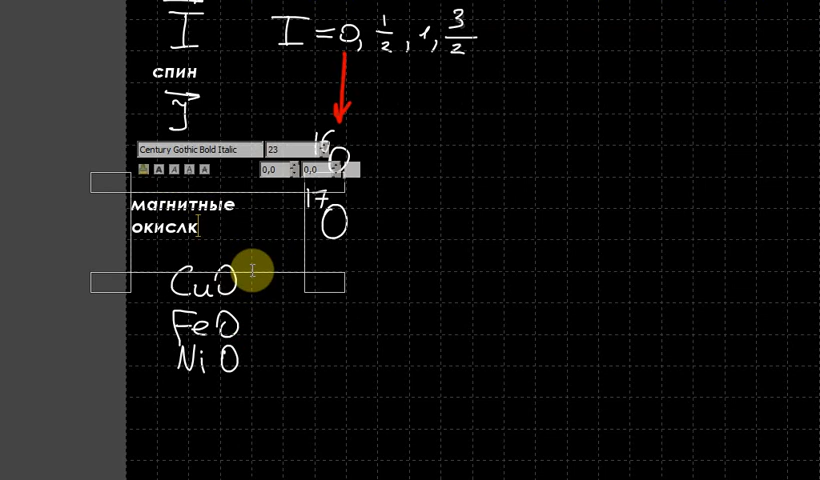 I I = 0, 1/2, 1, 3/2
спин
J
Century Gothic Bold Italic 23
16O
0,0 0,0
17O
магнитные
окислк
CuO
FeO
NiO